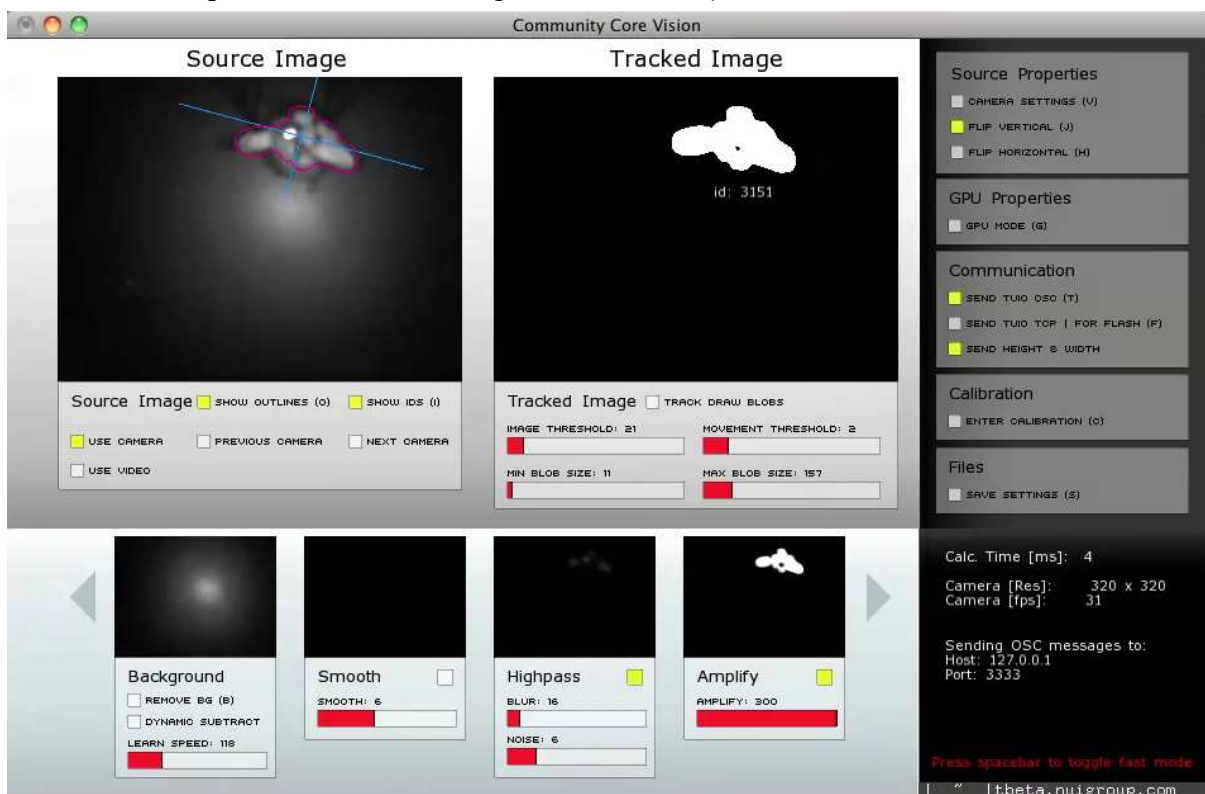 Community Core Vision
Source Image
Tracked Image
id: 3151
Source Image
SHOW OUTLINES (O)
SHOW IDS (I)
USE CAMERA
PREVIOUS CAMERA
NEXT CAMERA
USE VIDEO
Tracked Image
TRACK DRAW BLOBS
IMAGE THRESHOLD: 21
MOVEMENT THRESHOLD: 2
MIN BLOB SIZE: 11
MAX BLOB SIZE: 157
Source Properties
CAMERA SETTINGS (V)
FLIP VERTICAL (J)
FLIP HORIZONTAL (H)
GPU Properties
GPU MODE (G)
Communication
SEND TUIO OSC (T)
SEND TUIO TCP | FOR FLASH (F)
SEND HEIGHT & WIDTH
Calibration
ENTER CALIBRATION (C)
Files
SAVE SETTINGS (S)
Background
REMOVE BG (B)
DYNAMIC SUBTRACT
LEARN SPEED: 118
Smooth
SMOOTH: 6
Highpass
BLUR: 16
NOISE: 6
Amplify
AMPLIFY: 300
Calc. Time [ms]: 4
Camera [Res]: 320 x 320
Camera [fps]: 31
Sending OSC messages to:
Host: 127.0.0.1
Port: 3333
Press spacebar to toggle fast mode
| ~ |tbeta.nuigroup.com